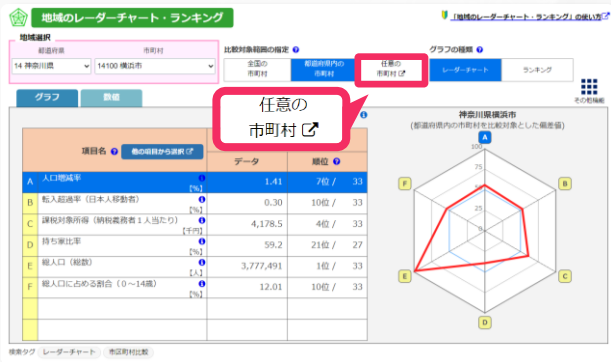 地域のレーダーチャート・ランキング
「地域のレーダーチャート・ランキング」の使い方
地域選択
都道府県
市町村
14 神奈川県
14100 横浜市
比較対象範囲の指定
全国の
市町村
都道府県内の
市町村
任意の
市町村
グラフの種類
レーダーチャート
ランキング
その他機能
グラフ
数値
任意の
市町村
項目名
他の項目から選択
データ
順位
A 人口増減率 【%】 1.41 7位 / 33
B 転入超過率（日本人移動者） 【%】 0.30 10位 / 33
C 課税対象所得（納税義務者１人当たり） 【千円】 4,178.5 4位 / 33
D 持ち家比率 【%】 59.2 21位 / 27
E 総人口（総数） 【人】 3,777,491 1位 / 33
F 総人口に占める割合（０～14歳） 【%】 12.01 10位 / 33
神奈川県横浜市
(都道府県内の市町村を比較対象とした偏差値)
A
100
75
50
25
0
B
C
D
E
F
検索タグ
レーダーチャート
市区町村比較